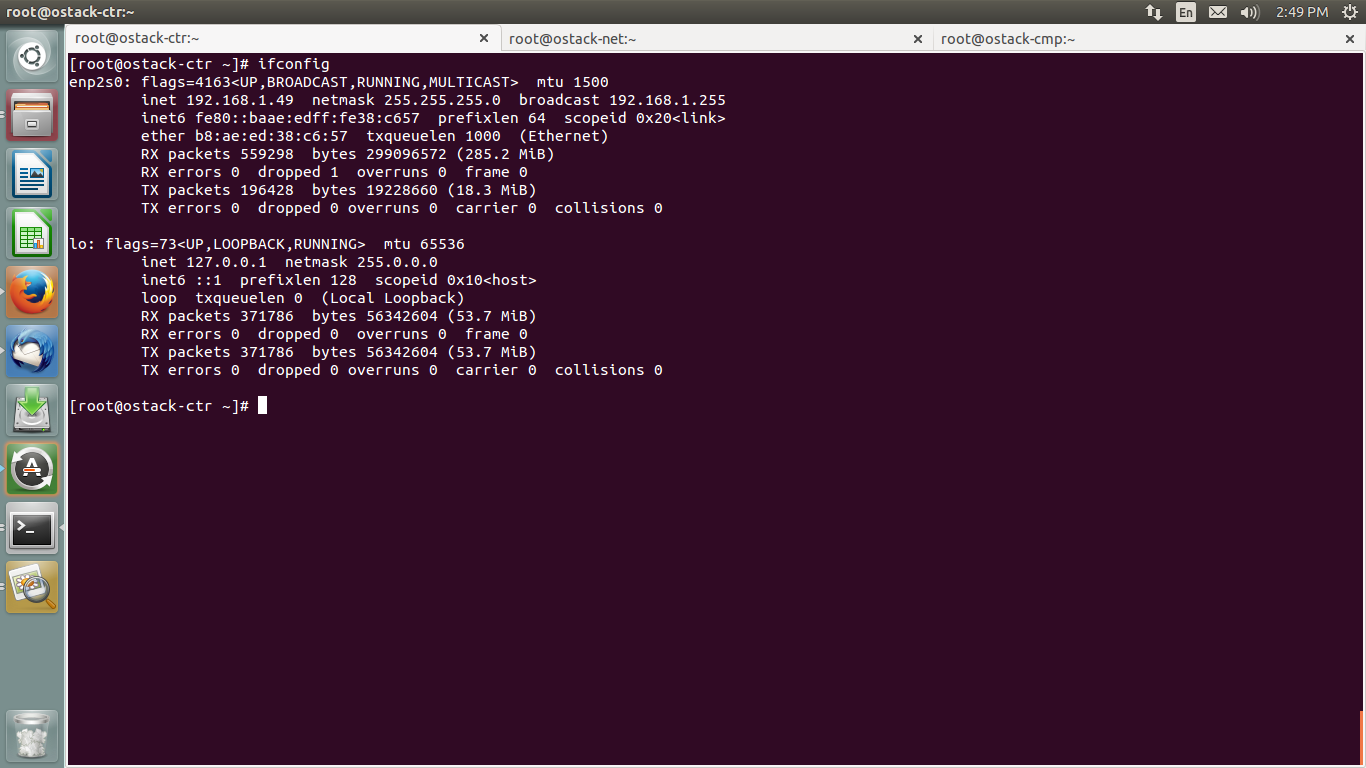 root@ostack-ctr:~
En
2:49 PM
root@ostack-ctr:~ × root@ostack-net:~ × root@ostack-cmp:~ ×
[root@ostack-ctr ~]# ifconfig
enp2s0: flags=4163<UP,BROADCAST,RUNNING,MULTICAST>  mtu 1500
        inet 192.168.1.49  netmask 255.255.255.0  broadcast 192.168.1.255
        inet6 fe80::baae:edff:fe38:c657  prefixlen 64  scopeid 0x20<link>
        ether b8:ae:ed:38:c6:57  txqueuelen 1000  (Ethernet)
        RX packets 559298  bytes 299096572 (285.2 MiB)
        RX errors 0  dropped 1  overruns 0  frame 0
        TX packets 196428  bytes 19228660 (18.3 MiB)
        TX errors 0  dropped 0 overruns 0  carrier 0  collisions 0
lo: flags=73<UP,LOOPBACK,RUNNING>  mtu 65536
        inet 127.0.0.1  netmask 255.0.0.0
        inet6 ::1  prefixlen 128  scopeid 0x10<host>
        loop  txqueuelen 0  (Local Loopback)
        RX packets 371786  bytes 56342604 (53.7 MiB)
        RX errors 0  dropped 0  overruns 0  frame 0
        TX packets 371786  bytes 56342604 (53.7 MiB)
        TX errors 0  dropped 0 overruns 0  carrier 0  collisions 0
[root@ostack-ctr ~]#